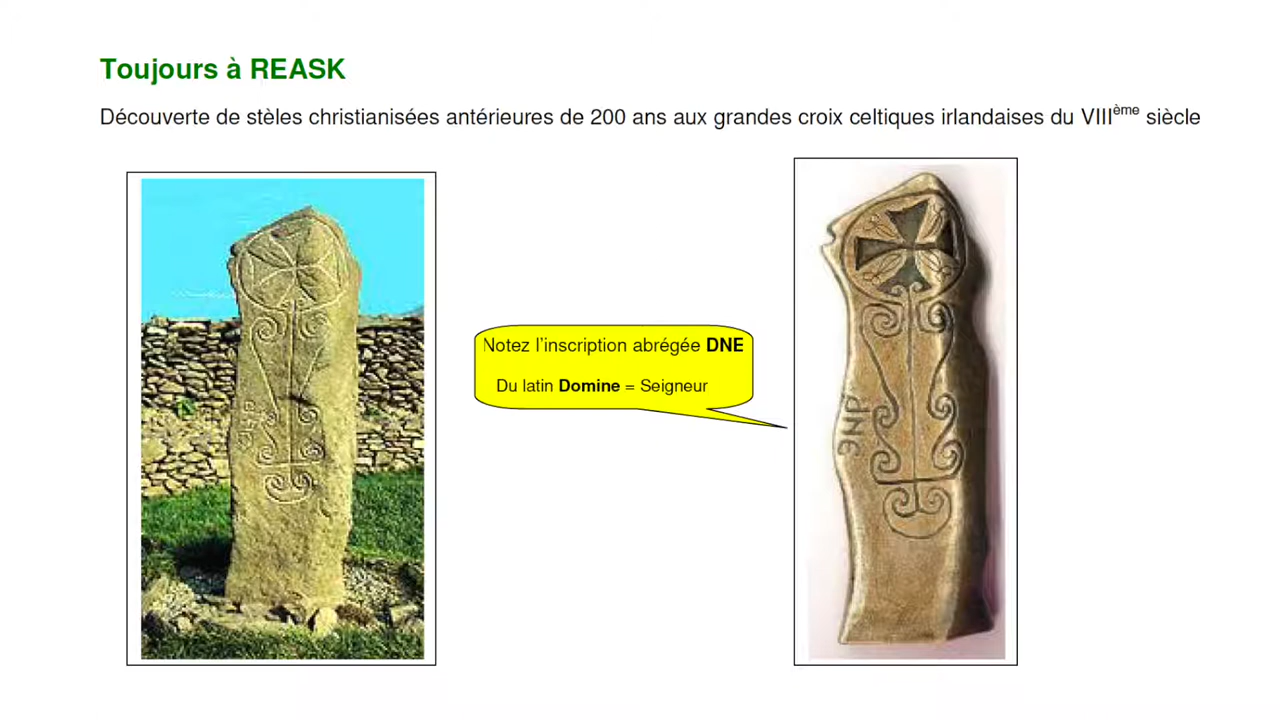 Toujours à REASK
Découverte de stèles christianisées antérieures de 200 ans aux grandes croix celtiques irlandaises du VIIIème siècle
Notez l'inscription abrégée DNE
Du latin Domine = Seigneur
dNE